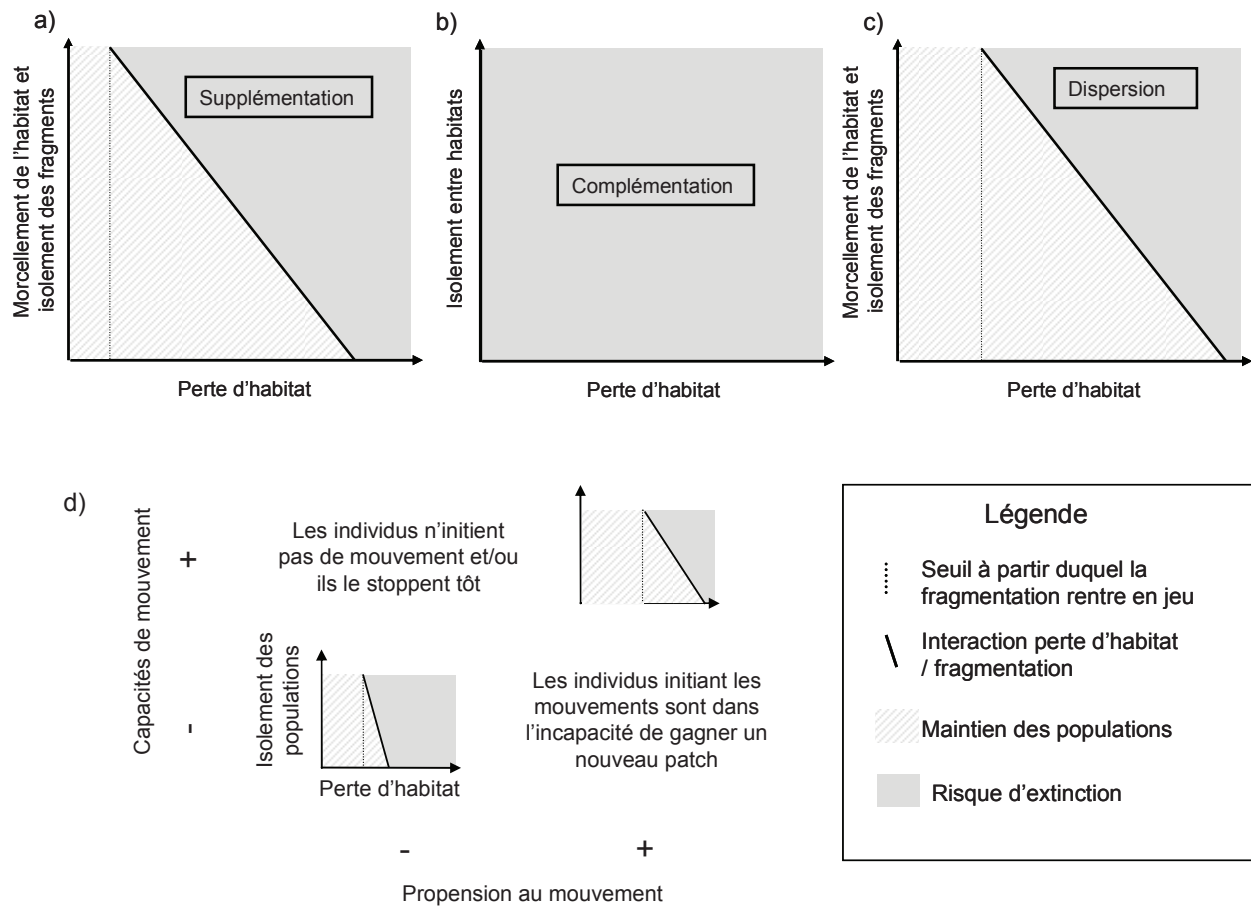 a)
Morcellement de l'habitat et
isolement des fragments
Supplémentation
Perte d'habitat
b)
Isolement entre habitats
Complémentation
Perte d'habitat
c)
Morcellement de l'habitat et
isolement des fragments
Dispersion
Perte d'habitat
d)
Capacités de mouvement
+
-
Les individus n'initient
pas de mouvement et/ou
ils le stoppent tôt
Isolement des
populations
Perte d'habitat
Les individus initiant les
mouvements sont dans
l'incapacité de gagner un
nouveau patch
-
+
Propension au mouvement
Légende
Seuil à partir duquel la
fragmentation rentre en jeu
Interaction perte d'habitat
/ fragmentation
Maintien des populations
Risque d'extinction